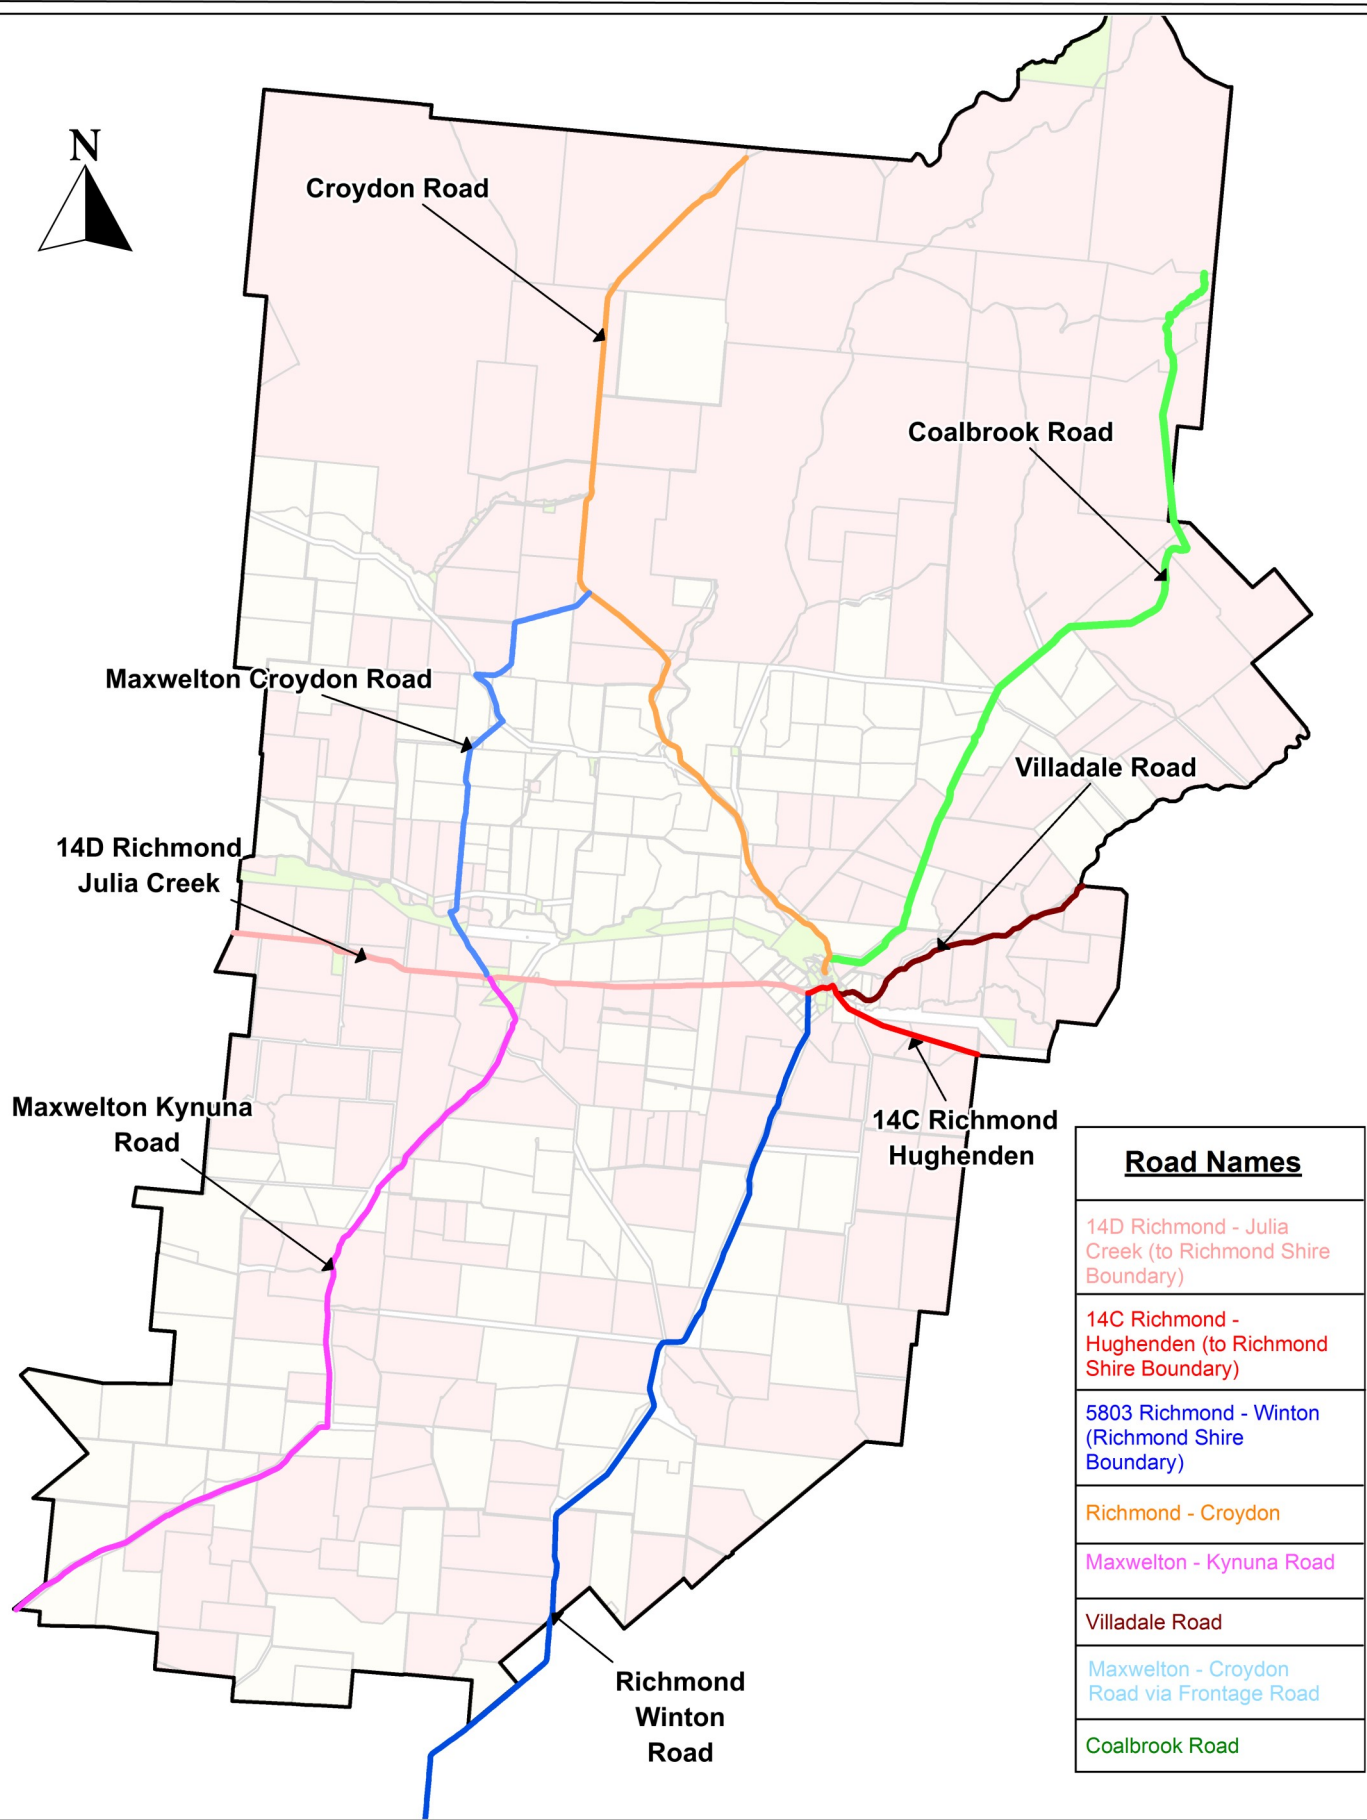 N
Croydon Road
Coalbrook Road
Maxwelton Croydon Road
Villadale Road
14D Richmond
Julia Creek
Maxwelton Kynuna
Road
14C Richmond
Hughenden
Richmond
Winton
Road
Road Names
14D Richmond - Julia
Creek (to Richmond Shire
Boundary)
14C Richmond -
Hughenden (to Richmond
Shire Boundary)
5803 Richmond - Winton
(Richmond Shire
Boundary)
Richmond - Croydon
Maxwelton - Kynuna Road
Villadale Road
Maxwelton - Croydon
Road via Frontage Road
Coalbrook Road